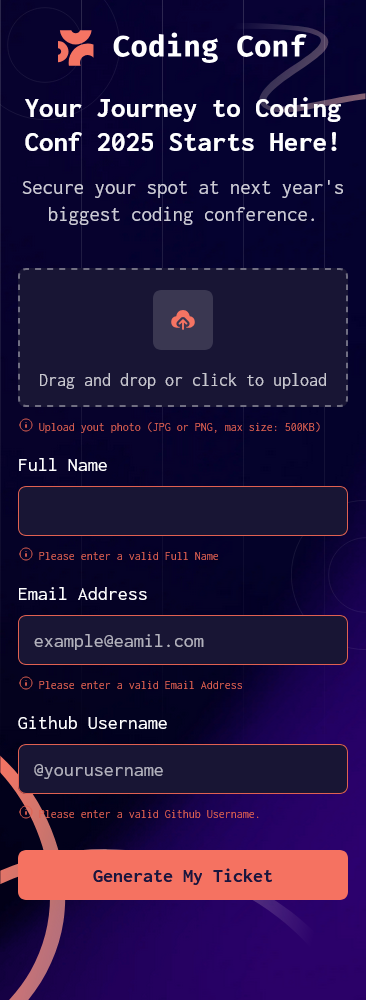 Coding Conf
Your Journey to Coding
Conf 2025 Starts Here!
Secure your spot at next year's
biggest coding conference.
Drag and drop or click to upload
Upload yout photo (JPG or PNG, max size: 500KB)
Full Name
Please enter a valid Full Name
Email Address
example@eamil.com
Please enter a valid Email Address
Github Username
@yourusername
Please enter a valid Github Username.
Generate My Ticket